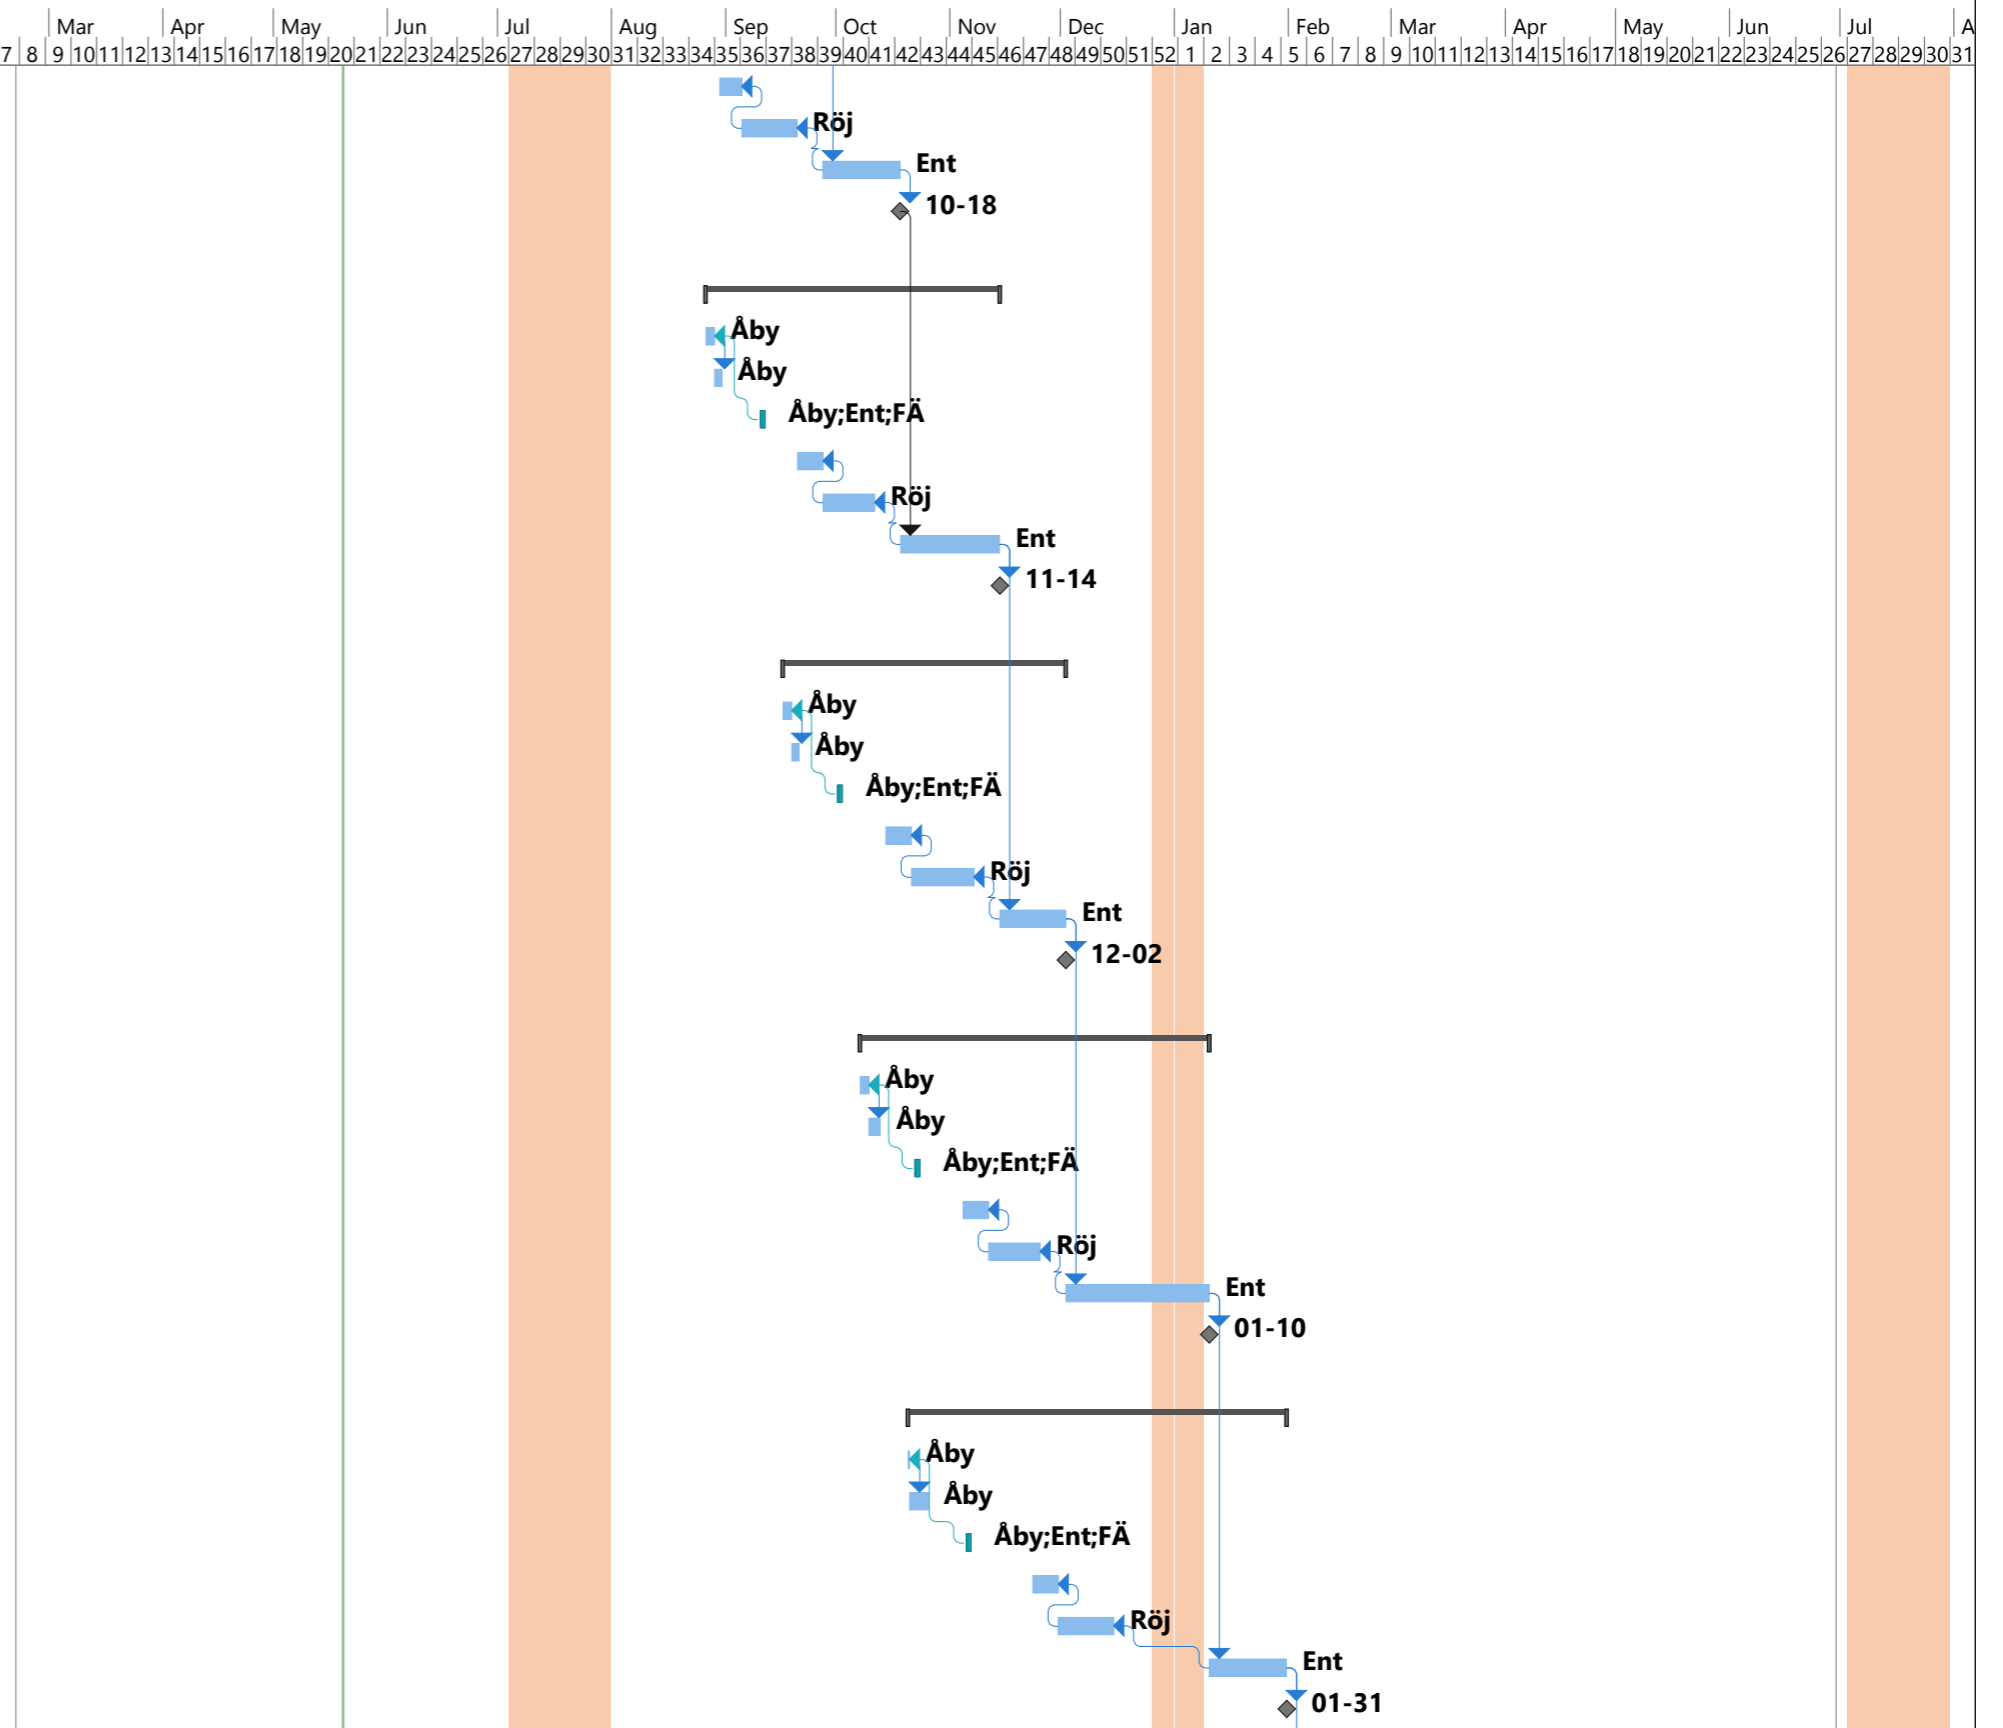 Mar Apr May Jun Jul Aug Sep Oct Nov Dec Jan Feb Mar Apr May Jun Jul A
7 8 9 10 11 12 13 14 15 16 17 18 19 20 21 22 23 24 25 26 27 28 29 30 31 32 33 34 35 36 37 38 39 40 41 42 43 44 45 46 47 48 49 50 51 52 1 2 3 4 5 6 7 8 9 10 11 12 13 14 15 16 17 18 19 20 21 22 23 24 25 26 27 28 29 30 31
Röj
Ent
10-18
Åby
Åby
Åby;Ent;FÄ
Röj
Ent
11-14
Åby
Åby
Åby;Ent;FÄ
Röj
Ent
12-02
Åby
Åby
Åby;Ent;FÄ
Röj
Ent
01-10
Åby
Åby
Åby;Ent;FÄ
Röj
Ent
01-31